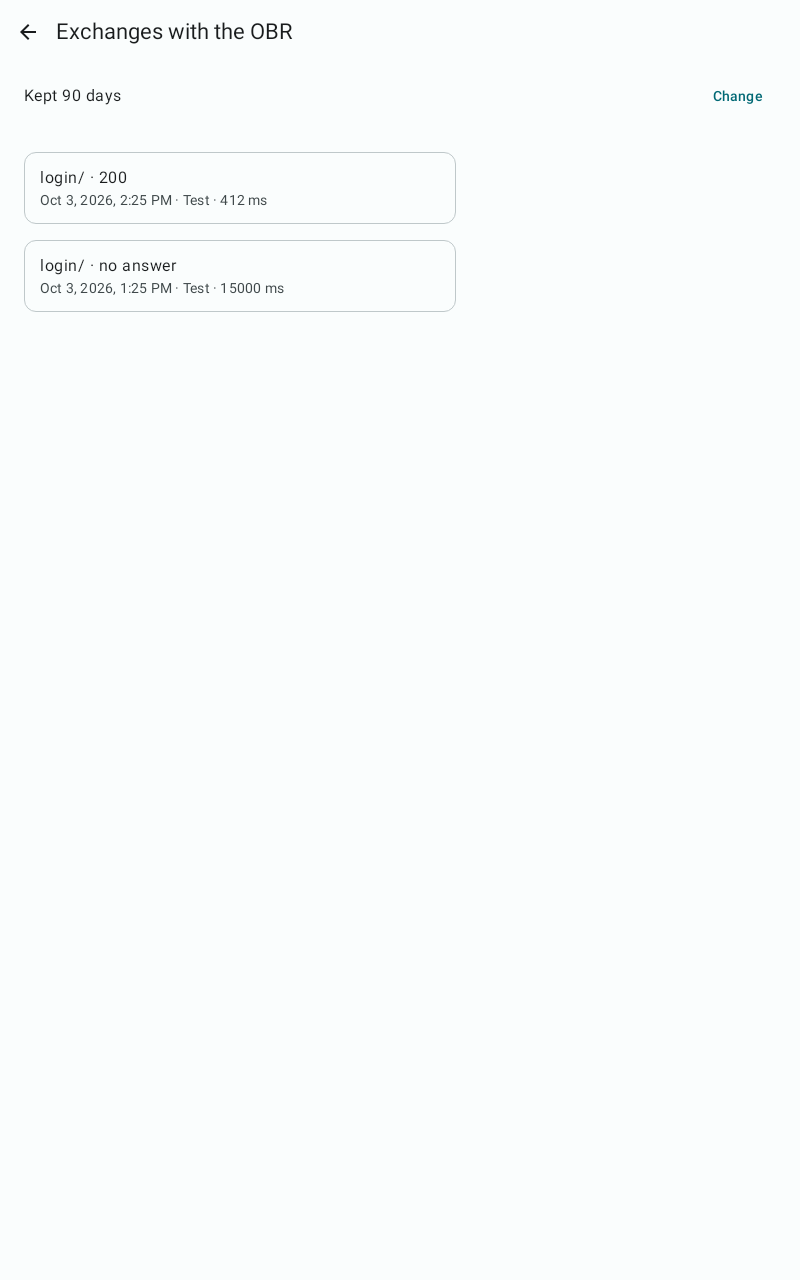 Exchanges with the OBR
Kept 90 days
Change
login/ · 200
Oct 3, 2026, 2:25 PM · Test · 412 ms
login/ · no answer
Oct 3, 2026, 1:25 PM · Test · 15000 ms